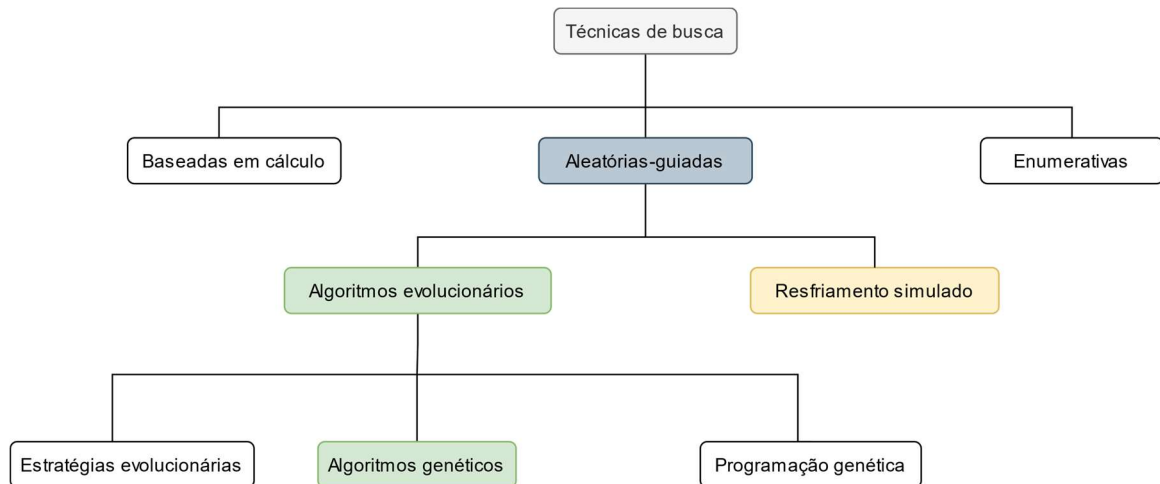 Técnicas de busca
Baseadas em cálculo
Aleatórias-guiadas
Enumerativas
Algoritmos evolucionários
Resfriamento simulado
Estratégias evolucionárias
Algoritmos genéticos
Programação genética